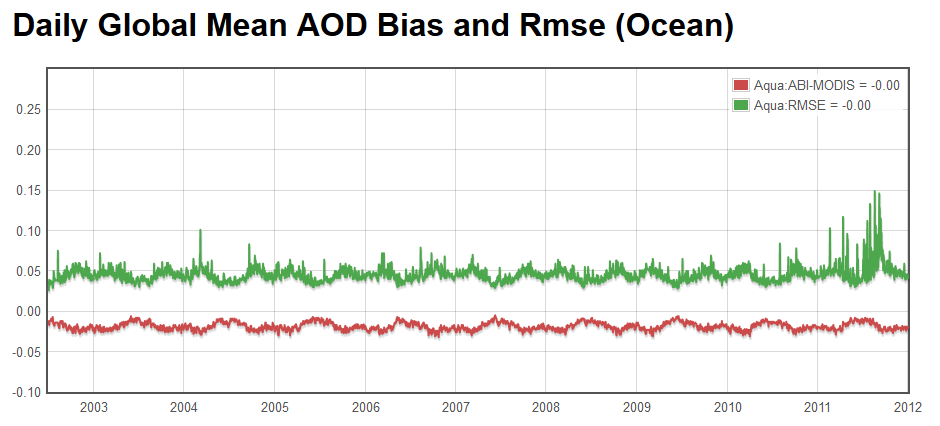 Daily Global Mean AOD Bias and Rmse (Ocean)
Aqua:ABI-MODIS = -0.00
Aqua:RMSE = -0.00
0.25
0.20
0.15
0.10
0.05
0.00
-0.05
-0.10
2003 2004 2005 2006 2007 2008 2009 2010 2011 2012